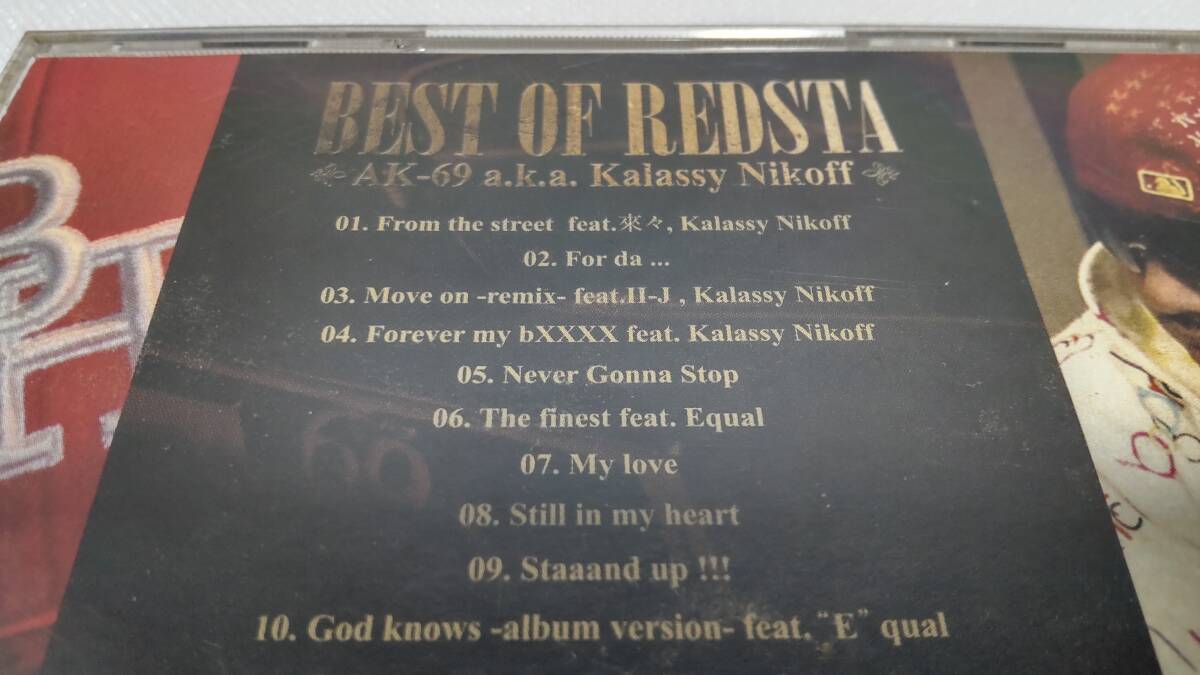 BEST OF REDSTA
AK-69 a.k.a. Kalassy Nikoff
01. From the street feat.來々, Kalassy Nikoff
02. For da ...
03. Move on -remix- feat.II-J , Kalassy Nikoff
04. Forever my bXXXX feat. Kalassy Nikoff
05. Never Gonna Stop
06. The finest feat. Equal
07. My love
08. Still in my heart
09. Staaand up !!!
10. God knows -album version- feat. "E" qual